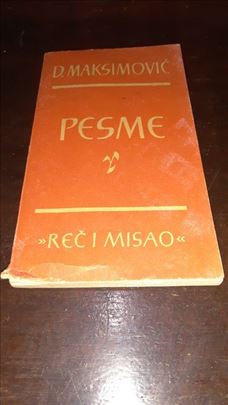 D. MAKSIMOVIĆ
PESME
»REČ I MISAO«